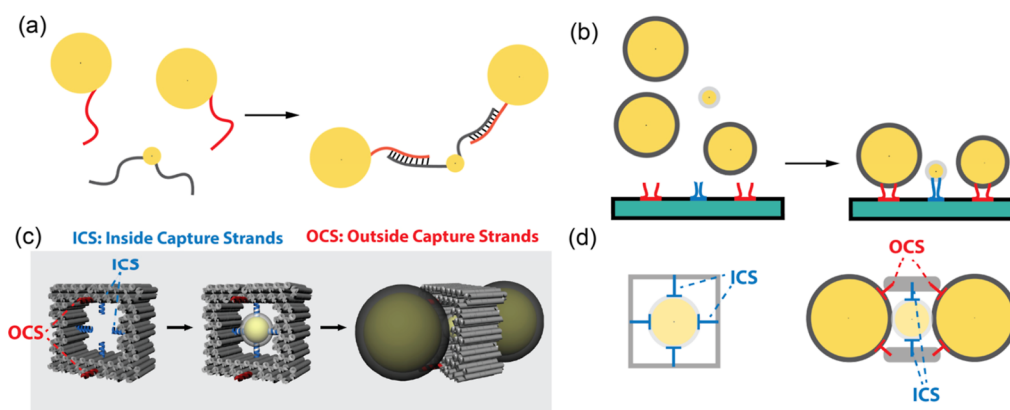 (a)
(b)
(c)
ICS: Inside Capture Strands
OCS: Outside Capture Strands
ICS
OCS
(d)
ICS
OCS
ICS